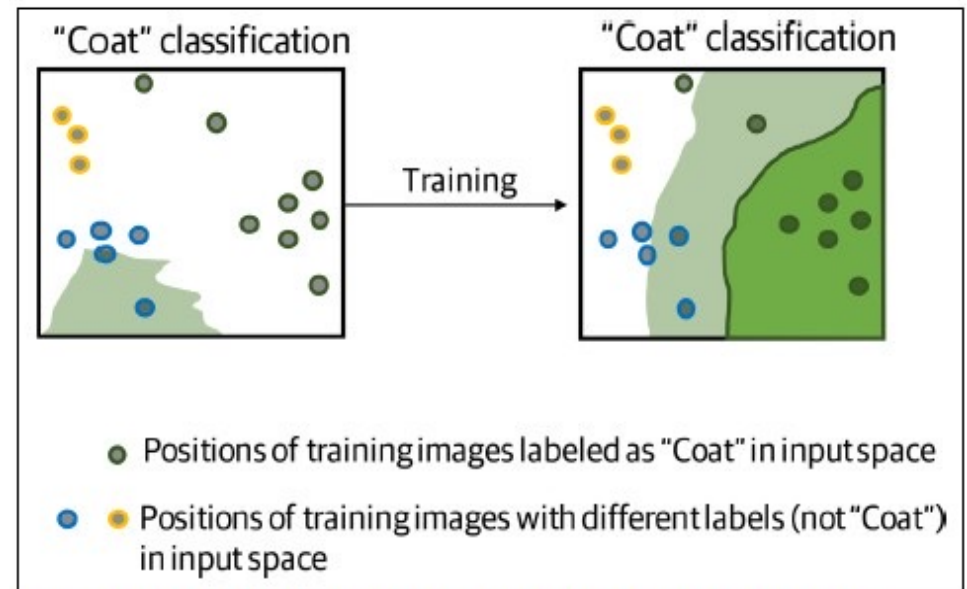 “Coat” classification
“Coat” classification
Training
Positions of training images labeled as “Coat” in input space
Positions of training images with different labels (not “Coat”)
in input space